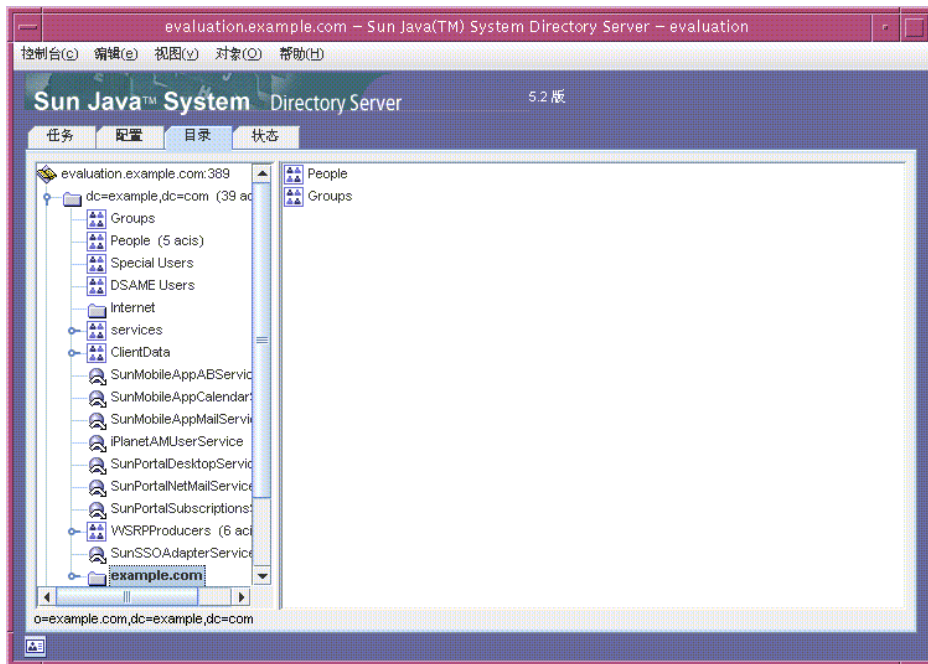 evaluation.example.com – Sun Java(TM) System Directory Server – evaluation
控制台(C) 编辑(e) 视图(V) 对象(O) 帮助(H)
Sun Java™ System Directory Server 5.2 版
任务 配置 目录 状态
evaluation.example.com:389
dc=example,dc=com (39 ac
Groups
People (5 acis)
Special Users
DSAME Users
Internet
services
ClientData
SunMobileAppABServic
SunMobileAppCalendar
SunMobileAppMailServi
iPlanetAMUserService
SunPortalDesktopServic
SunPortalNetMailService
SunPortalSubscriptions
WSRPProducers (6 aci
SunSSOAdapterService
example.com
People
Groups
o=example.com,dc=example,dc=com